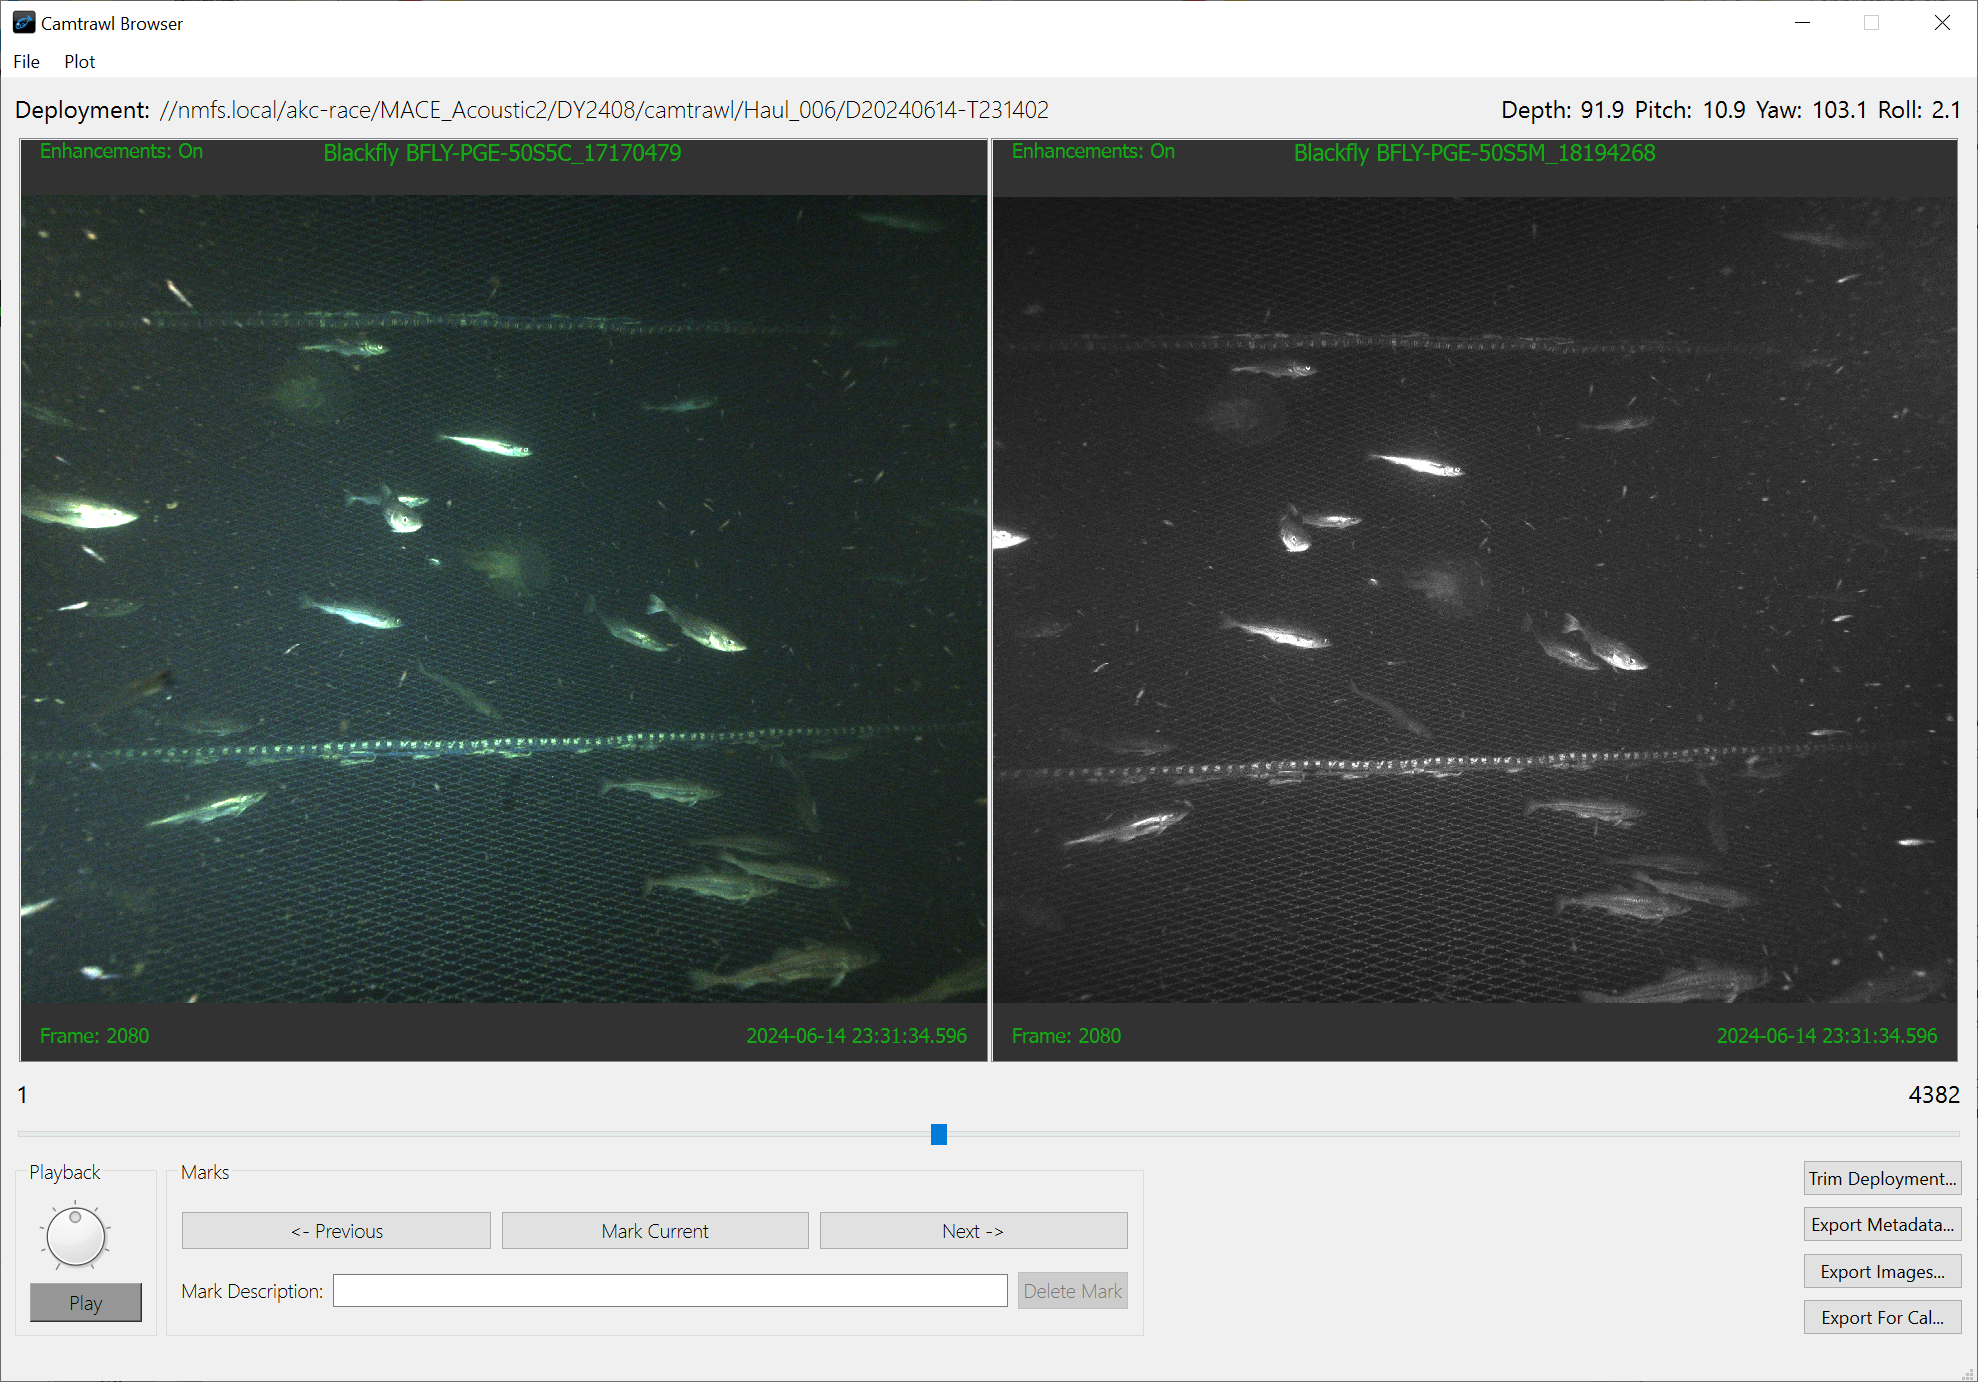 Camtrawl Browser
File Plot
Deployment: //nmfs.local/akc-race/MACE_Acoustic2/DY2408/camtrawl/Haul_006/D20240614-T231402
Depth: 91.9 Pitch: 10.9 Yaw: 103.1 Roll: 2.1
Enhancements: On Blackfly BFLY-PGE-50S5C_17170479
Enhancements: On Blackfly BFLY-PGE-50S5M_18194268
Frame: 2080 2024-06-14 23:31:34.596
Frame: 2080 2024-06-14 23:31:34.596
1 4382
Playback
Play
Marks
<- Previous Mark Current Next ->
Mark Description: Delete Mark
Trim Deployment...
Export Metadata...
Export Images...
Export For Cal...